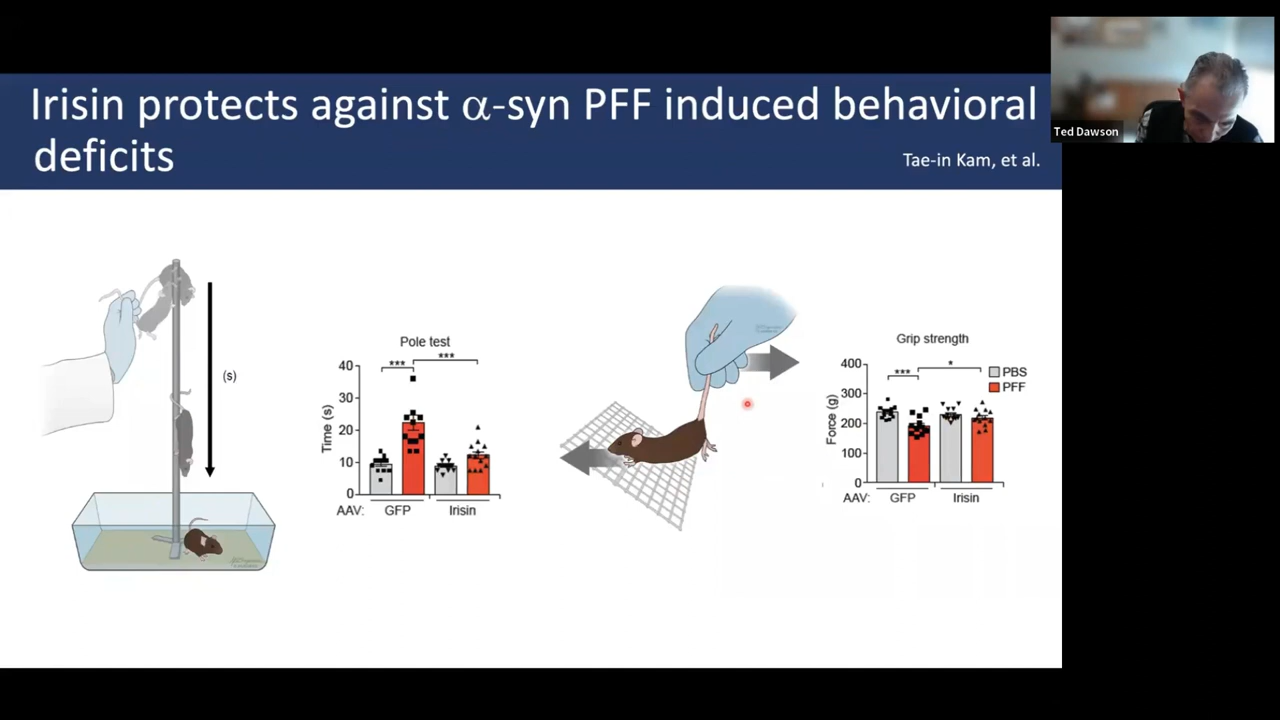 Irisin protects against α-syn PFF induced behavioral
deficits
Tae-in Kam, et al.
Ted Dawson
(s)
Pole test
***
***
40
30
20
10
0
Time (s)
AAV:
GFP
Irisin
Grip strength
***
*
400
300
200
100
0
Force (g)
PBS
PFF
AAV:
GFP
Irisin